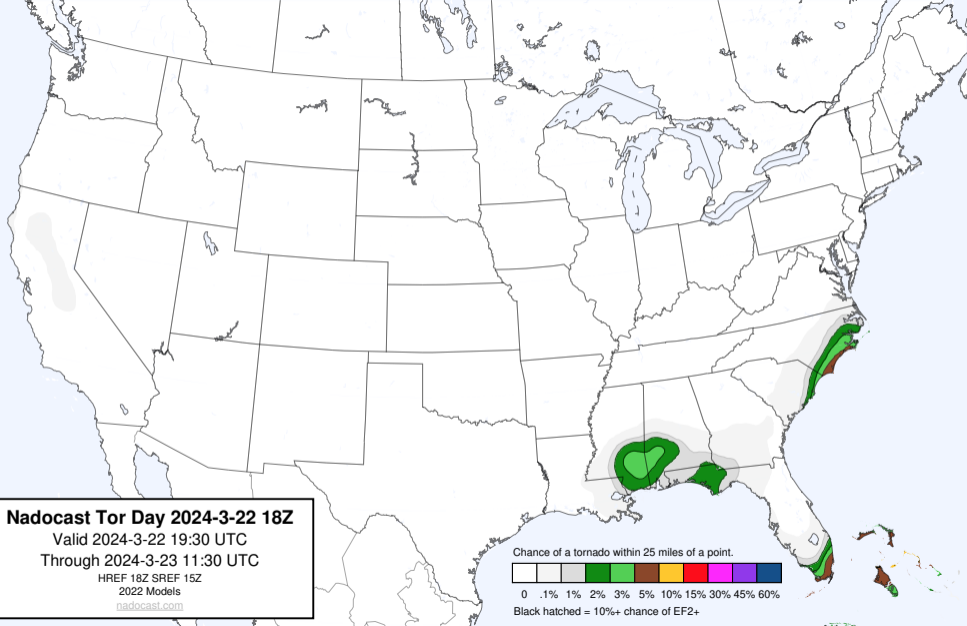 Nadocast Tor Day 2024-3-22 18Z
Valid 2024-3-22 19:30 UTC
Through 2024-3-23 11:30 UTC
HREF 18Z SREF 15Z
2022 Models
nadocast.com
Chance of a tornado within 25 miles of a point.
0 .1% 1% 2% 3% 5% 10% 15% 30% 45% 60%
Black hatched = 10%+ chance of EF2+